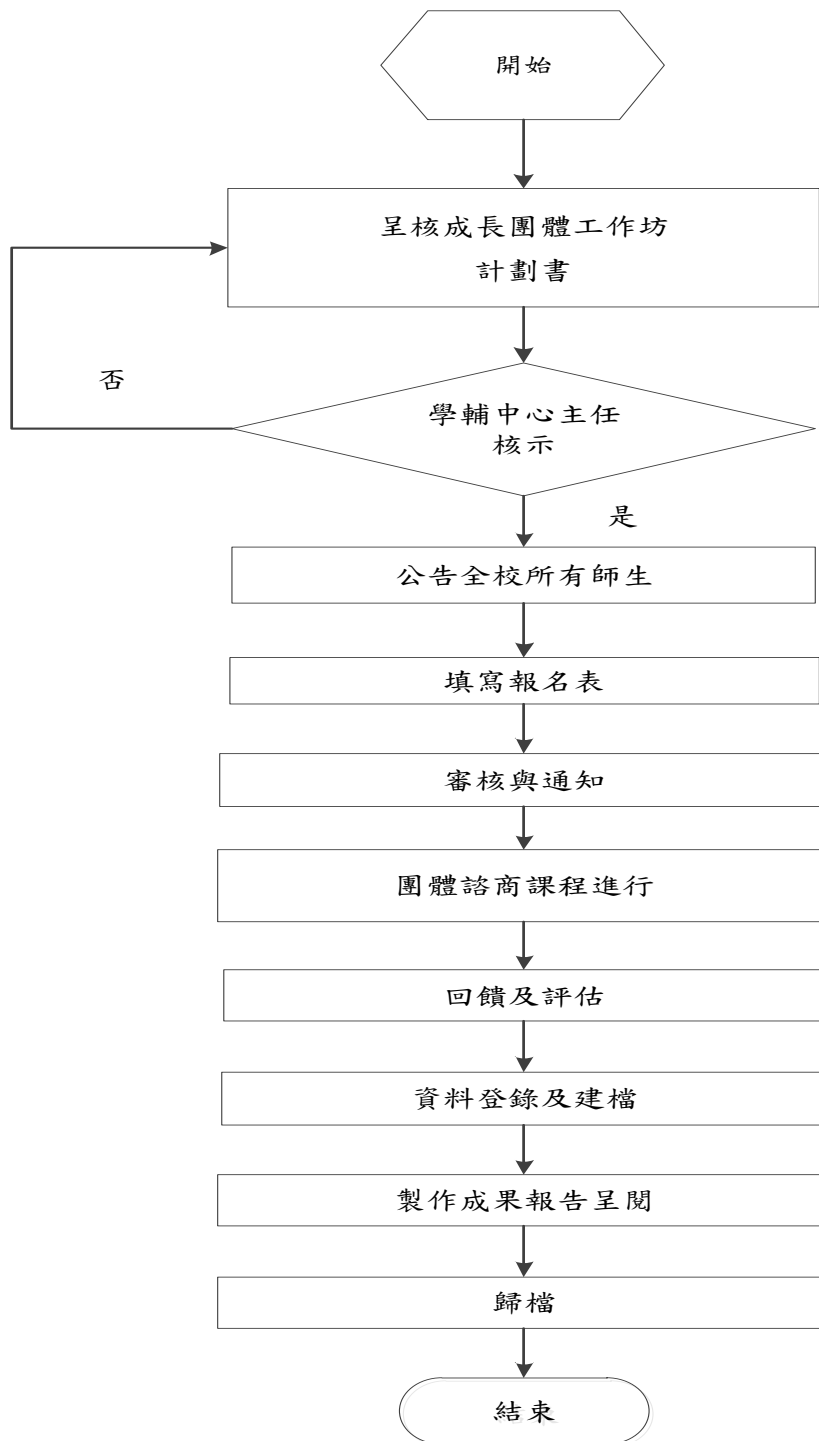 開始
呈核成長團體工作坊
計劃書
否
學輔中心主任
核示
是
公告全校所有師生
填寫報名表
審核與通知
團體諮商課程進行
回饋及評估
資料登錄及建檔
製作成果報告呈閱
歸檔
結束